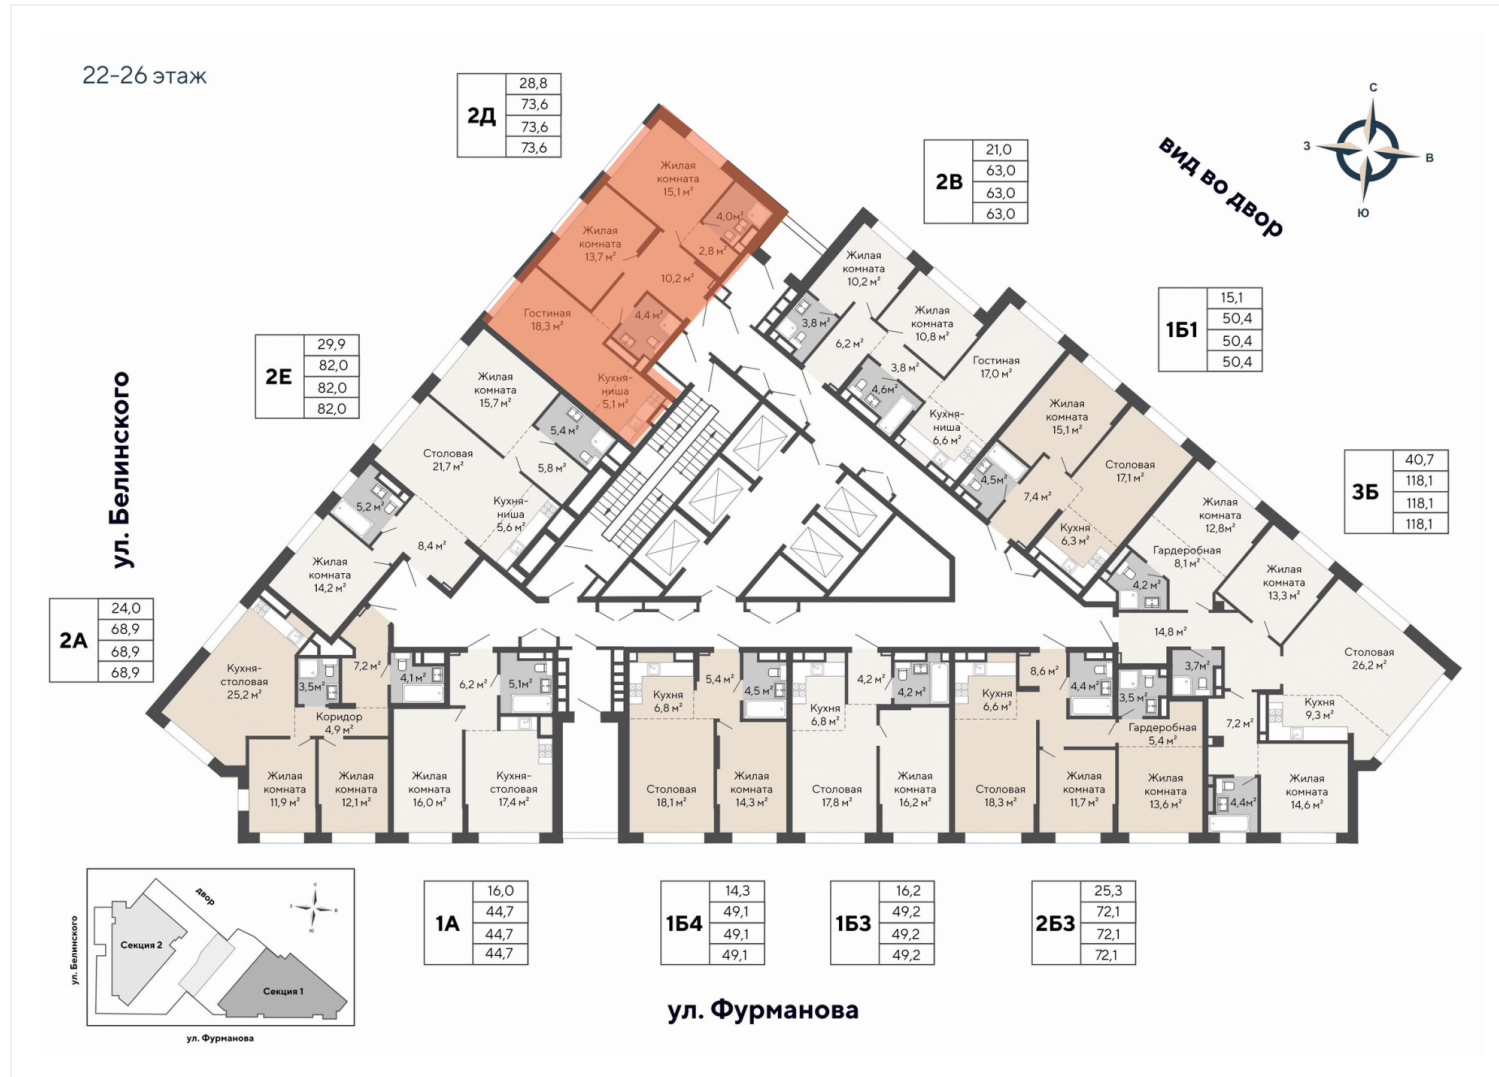 22-26 этаж
2Д
28,8
73,6
73,6
73,6
2В
21,0
63,0
63,0
63,0
С
З
В
Ю
вид во двор
1Б1
15,1
50,4
50,4
50,4
2Е
29,9
82,0
82,0
82,0
3Б
40,7
118,1
118,1
118,1
2А
24,0
68,9
68,9
68,9
ул. Белинского
Жилая
комната
15,1 м²
4,0м²
2,8 м²
Жилая
комната
13,7 м²
10,2 м²
Гостиная
18,3 м²
4,4 м²
Кухня-
ниша
5,1 м²
Жилая
комната
15,7 м²
5,4 м²
Столовая
21,7 м²
5,8 м²
Кухня-
ниша
5,6 м²
5,2 м²
8,4 м²
Жилая
комната
14,2 м²
Жилая
комната
10,2 м²
3,8 м²
6,2 м²
Жилая
комната
10,8 м²
3,8 м²
4,6м²
Гостиная
17,0 м²
Кухня-
ниша
6,6 м²
Жилая
комната
15,1 м²
4,5м²
7,4 м²
Столовая
17,1 м²
Кухня
6,3 м²
Жилая
комната
12,8м²
Гардеробная
8,1 м²
4,2 м²
Жилая
комната
13,3 м²
14,8 м²
Столовая
26,2 м²
3,7м²
Кухня
9,3 м²
7,2 м²
4,4м²
Жилая
комната
14,6 м²
Кухня-
столовая
25,2 м²
3,5м²
7,2 м²
Коридор
4,9 м²
Жилая
комната
11,9 м²
Жилая
комната
12,1 м²
4,1 м²
6,2 м²
5,1 м²
Жилая
комната
16,0 м²
Кухня-
столовая
17,4 м²
Кухня
6,8 м²
5,4 м²
4,5 м²
Столовая
18,1 м²
Жилая
комната
14,3 м²
Кухня
6,8 м²
4,2 м²
4,2 м²
Столовая
17,8 м²
Жилая
комната
16,2 м²
Кухня
6,6 м²
8,6 м²
4,4 м²
3,5 м²
Гардеробная
5,4 м²
Столовая
18,3 м²
Жилая
комната
11,7 м²
Жилая
комната
13,6 м²
1А
16,0
44,7
44,7
44,7
1Б4
14,3
49,1
49,1
49,1
1Б3
16,2
49,2
49,2
49,2
2Б3
25,3
72,1
72,1
72,1
ул. Фурманова
двор
С
З
В
Ю
ул. Белинского
Секция 2
Секция 1
ул. Фурманова